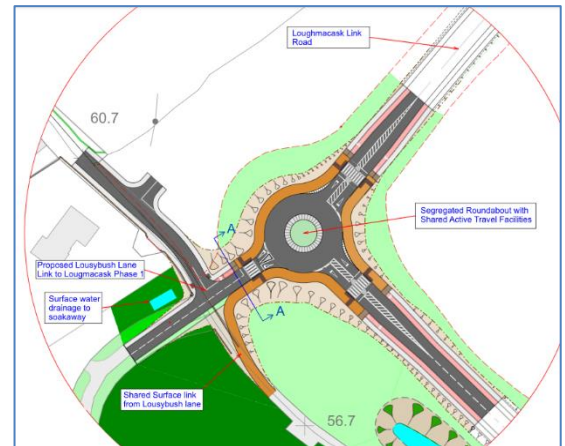 Loughmacask Link
Road
60.7
Segregated Roundabout with
Shared Active Travel Facilities
A
Proposed Lousybush Lane
Link to Lougmacask Phase 1
Surface water
drainage to
soakaway
A
Shared Surface link
from Lousybush lane
56.7